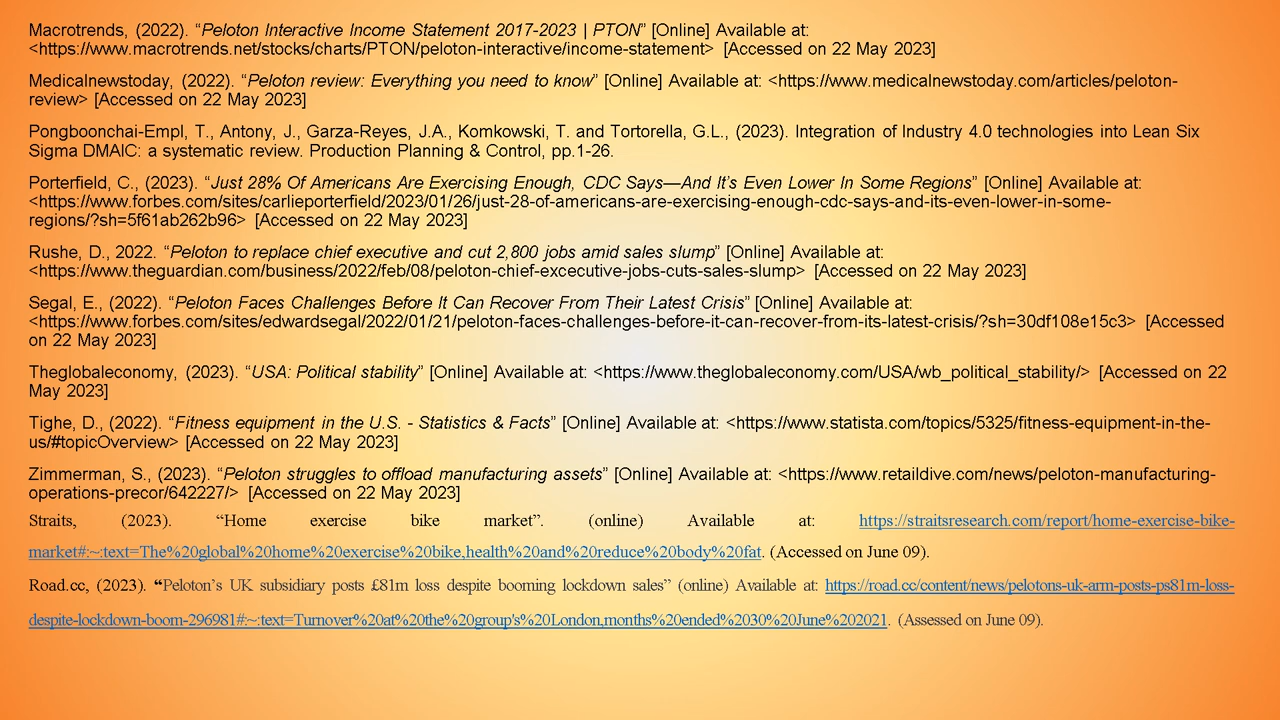 Macrotrends, (2022). “Peloton Interactive Income Statement 2017-2023 | PTON” [Online] Available at:
<https://www.macrotrends.net/stocks/charts/PTON/peloton-interactive/income-statement> [Accessed on 22 May 2023]
Medicalnewstoday, (2022). “Peloton review: Everything you need to know” [Online] Available at: <https://www.medicalnewstoday.com/articles/peloton-
review> [Accessed on 22 May 2023]
Pongboonchai-Empl, T., Antony, J., Garza-Reyes, J.A., Komkowski, T. and Tortorella, G.L., (2023). Integration of Industry 4.0 technologies into Lean Six
Sigma DMAIC: a systematic review. Production Planning & Control, pp.1-26.
Porterfield, C., (2023). “Just 28% Of Americans Are Exercising Enough, CDC Says—And It’s Even Lower In Some Regions” [Online] Available at:
<https://www.forbes.com/sites/carlieporterfield/2023/01/26/just-28-of-americans-are-exercising-enough-cdc-says-and-its-even-lower-in-some-
regions/?sh=5f61ab262b96> [Accessed on 22 May 2023]
Rushe, D., 2022. “Peloton to replace chief executive and cut 2,800 jobs amid sales slump” [Online] Available at:
<https://www.theguardian.com/business/2022/feb/08/peloton-chief-excecutive-jobs-cuts-sales-slump> [Accessed on 22 May 2023]
Segal, E., (2022). “Peloton Faces Challenges Before It Can Recover From Their Latest Crisis” [Online] Available at:
<https://www.forbes.com/sites/edwardsegal/2022/01/21/peloton-faces-challenges-before-it-can-recover-from-its-latest-crisis/?sh=30df108e15c3> [Accessed
on 22 May 2023]
Theglobaleconomy, (2023). “USA: Political stability” [Online] Available at: <https://www.theglobaleconomy.com/USA/wb_political_stability/> [Accessed on 22
May 2023]
Tighe, D., (2022). “Fitness equipment in the U.S. - Statistics & Facts” [Online] Available at: <https://www.statista.com/topics/5325/fitness-equipment-in-the-
us/#topicOverview> [Accessed on 22 May 2023]
Zimmerman, S., (2023). “Peloton struggles to offload manufacturing assets” [Online] Available at: <https://www.retaildive.com/news/peloton-manufacturing-
operations-precor/642227/> [Accessed on 22 May 2023]
Straits, (2023). “Home exercise bike market”. (online) Available at: https://straitsresearch.com/report/home-exercise-bike-
market#:~:text=The%20global%20home%20exercise%20bike,health%20and%20reduce%20body%20fat. (Accessed on June 09).
Road.cc, (2023). “Peloton’s UK subsidiary posts £81m loss despite booming lockdown sales” (online) Available at: https://road.cc/content/news/pelotons-uk-arm-posts-ps81m-loss-
despite-lockdown-boom-296981#:~:text=Turnover%20at%20the%20group's%20London,months%20ended%2030%20June%202021. (Assessed on June 09).